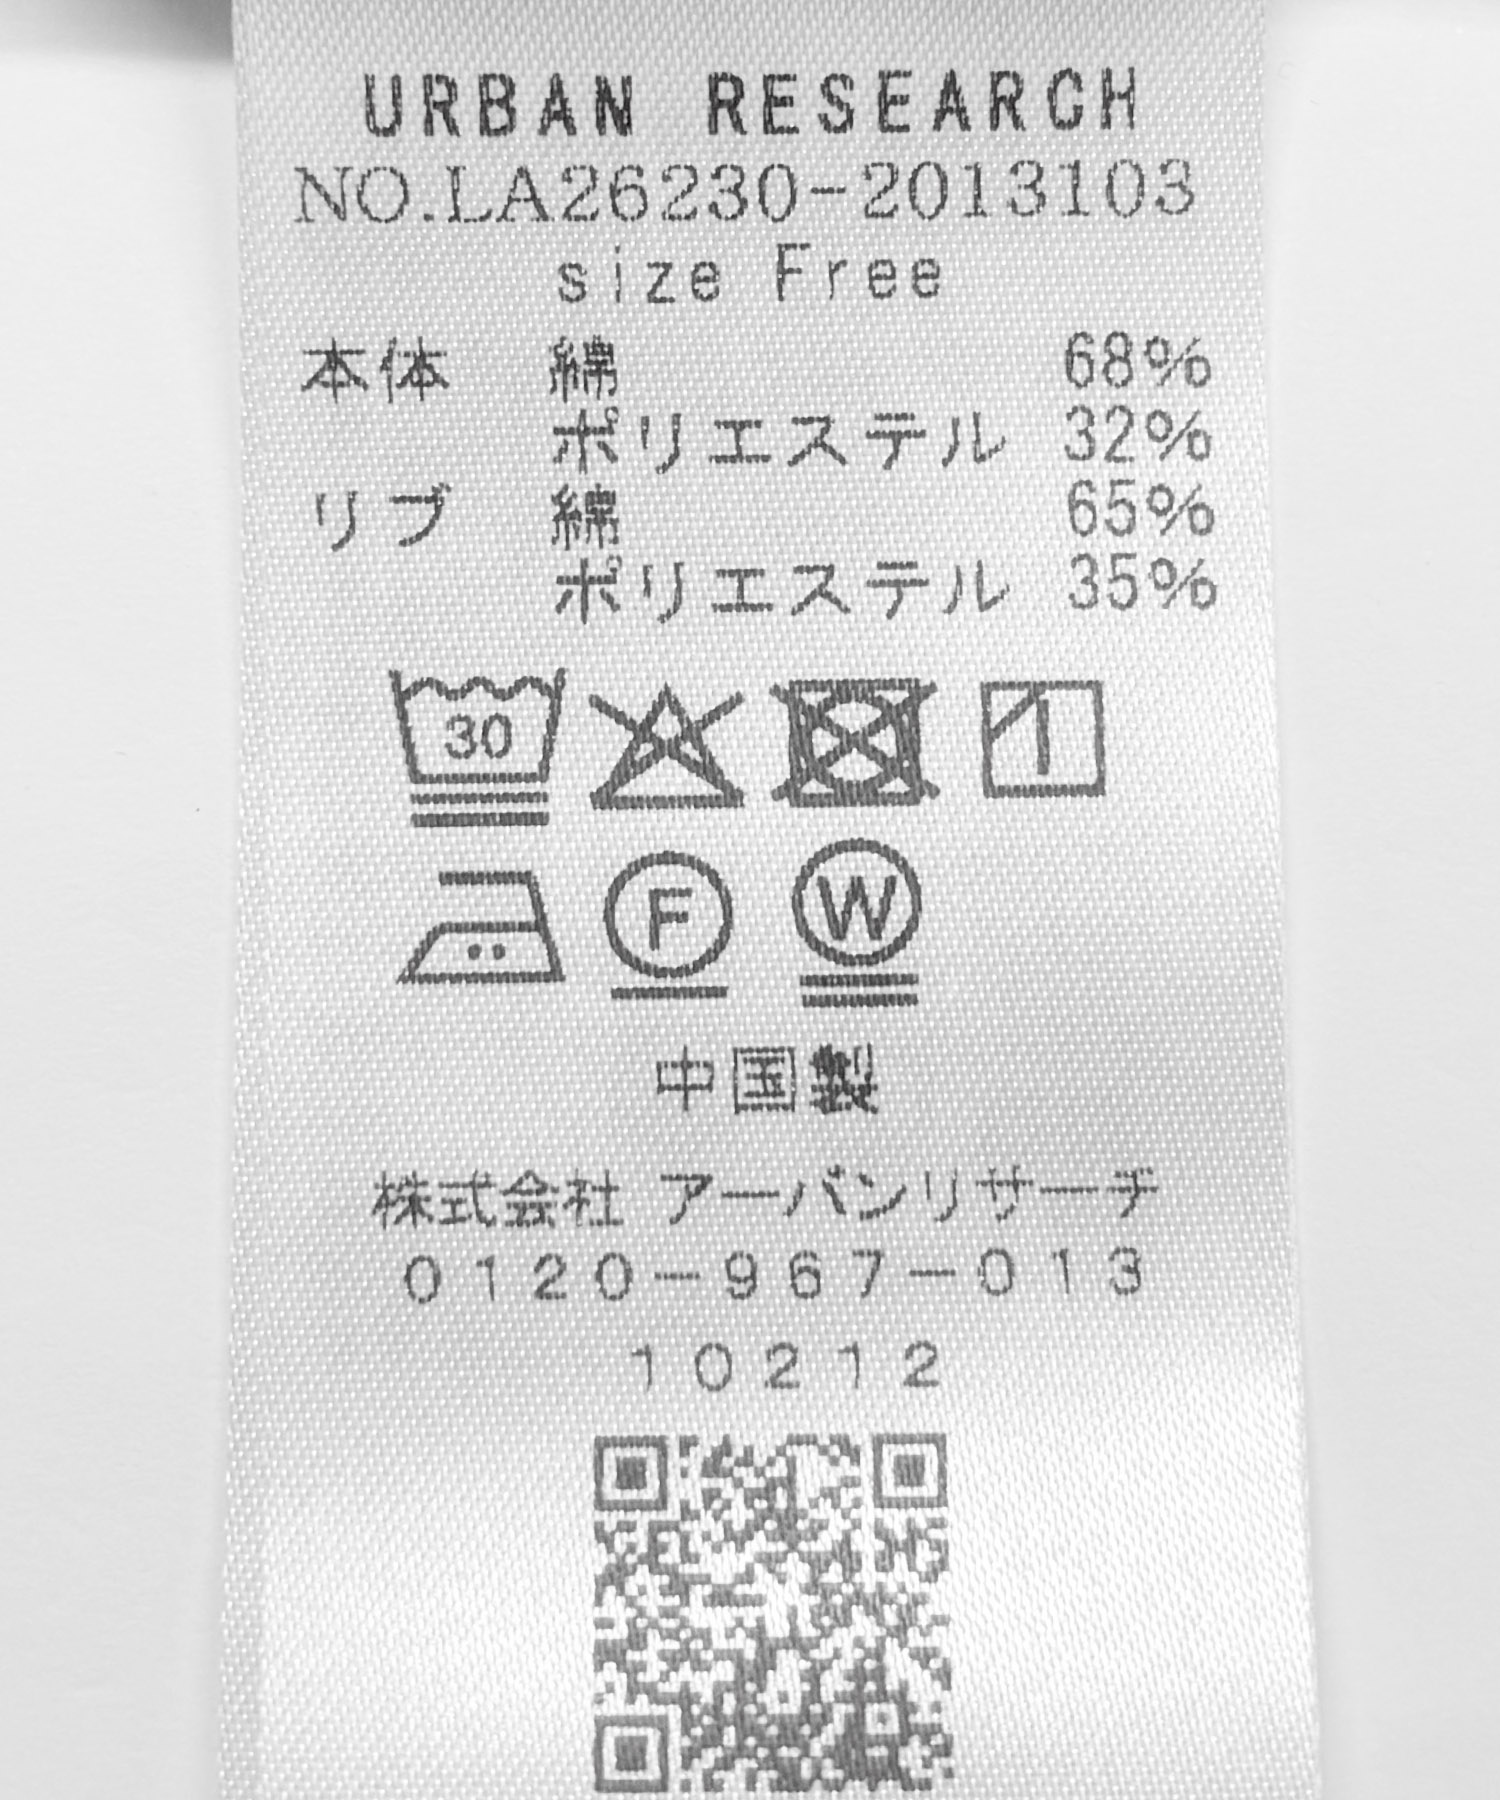 URBAN RESEARCH
NO.LA26230-2013103
size Free
本体 綿 68%
ポリエステル 32%
リブ 綿 65%
ポリエステル 35%
30
F W
中国製
株式会社 アーバンリサーチ
0120-967-013
10212